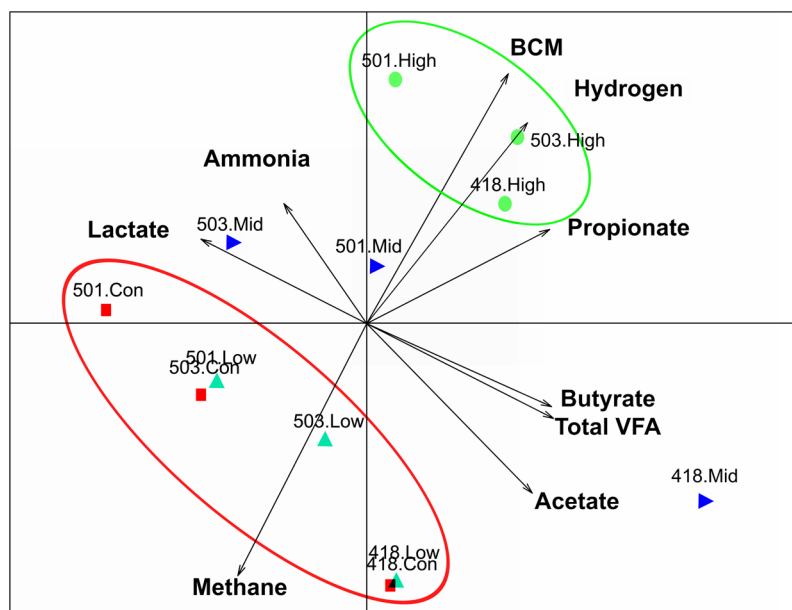 BCM
501.High
Hydrogen
503.High
Ammonia
418.High
Lactate
503.Mid
Propionate
501.Mid
501.Con
501.Low
503.Con
Butyrate
503.Low
Total VFA
418.Mid
Acetate
418.Low
418.Con
Methane